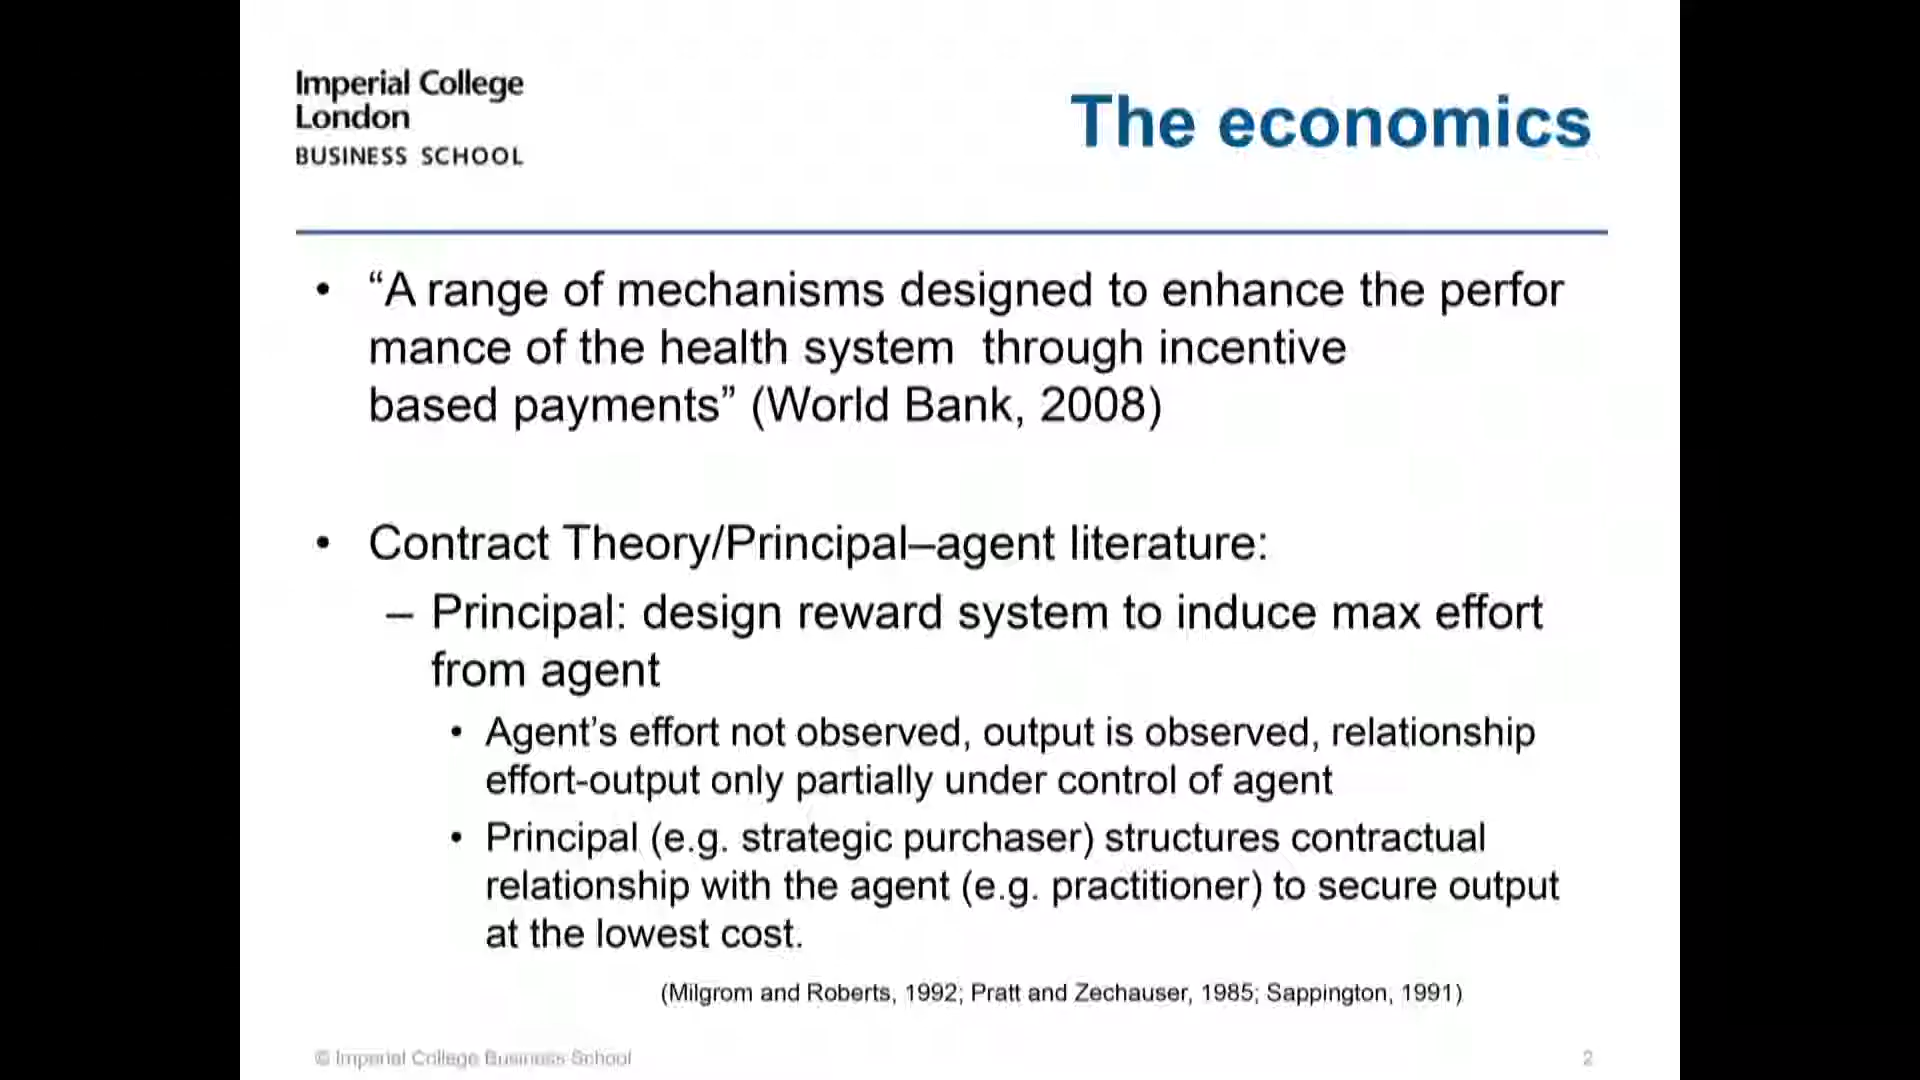 Imperial College
London
BUSINESS SCHOOL
The economics
• “A range of mechanisms designed to enhance the perfor
mance of the health system  through incentive
based payments” (World Bank, 2008)
• Contract Theory/Principal–agent literature:
– Principal: design reward system to induce max effort
from agent
• Agent’s effort not observed, output is observed, relationship
effort-output only partially under control of agent
• Principal (e.g. strategic purchaser) structures contractual
relationship with the agent (e.g. practitioner) to secure output
at the lowest cost.
(Milgrom and Roberts, 1992; Pratt and Zechauser, 1985; Sappington, 1991)
© Imperial College Business School
2